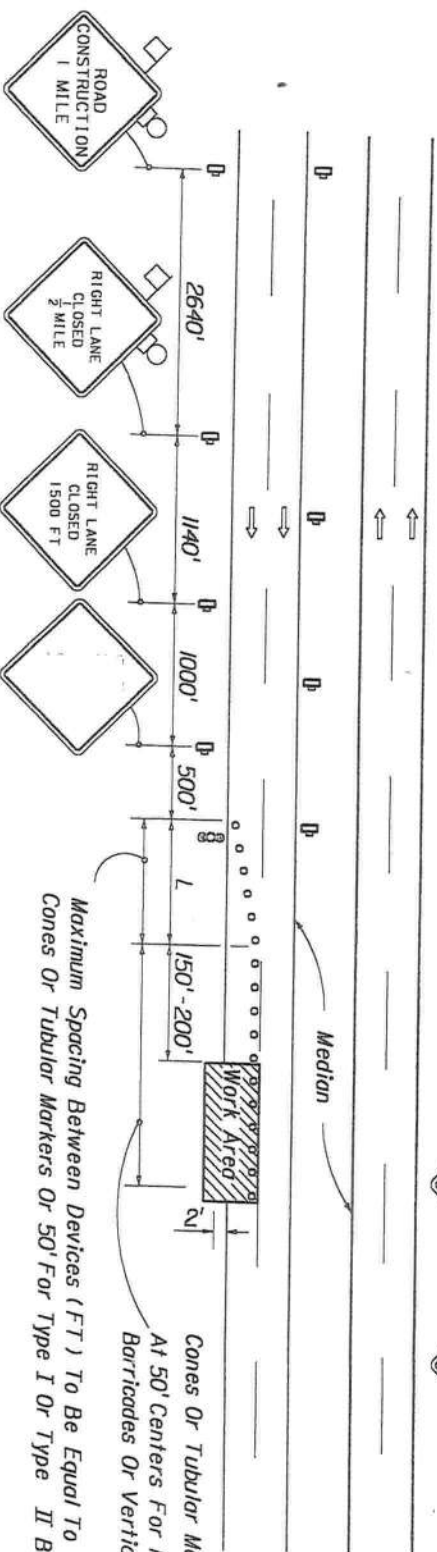 ROAD
CONSTRUCTION
1 MILE
RIGHT LANE
CLOSED
1/2 MILE
RIGHT LANE
CLOSED
1500 FT
2640'
1140'
1000'
500'
L
150'-200'
Work Area
2'
Median
Cones Or Tubular
At 50' Centers For
Barricades Or
Maximum Spacing Between Devices (FT) To Be Equal To
Cones Or Tubular Markers Or 50' For Type I Or Type II